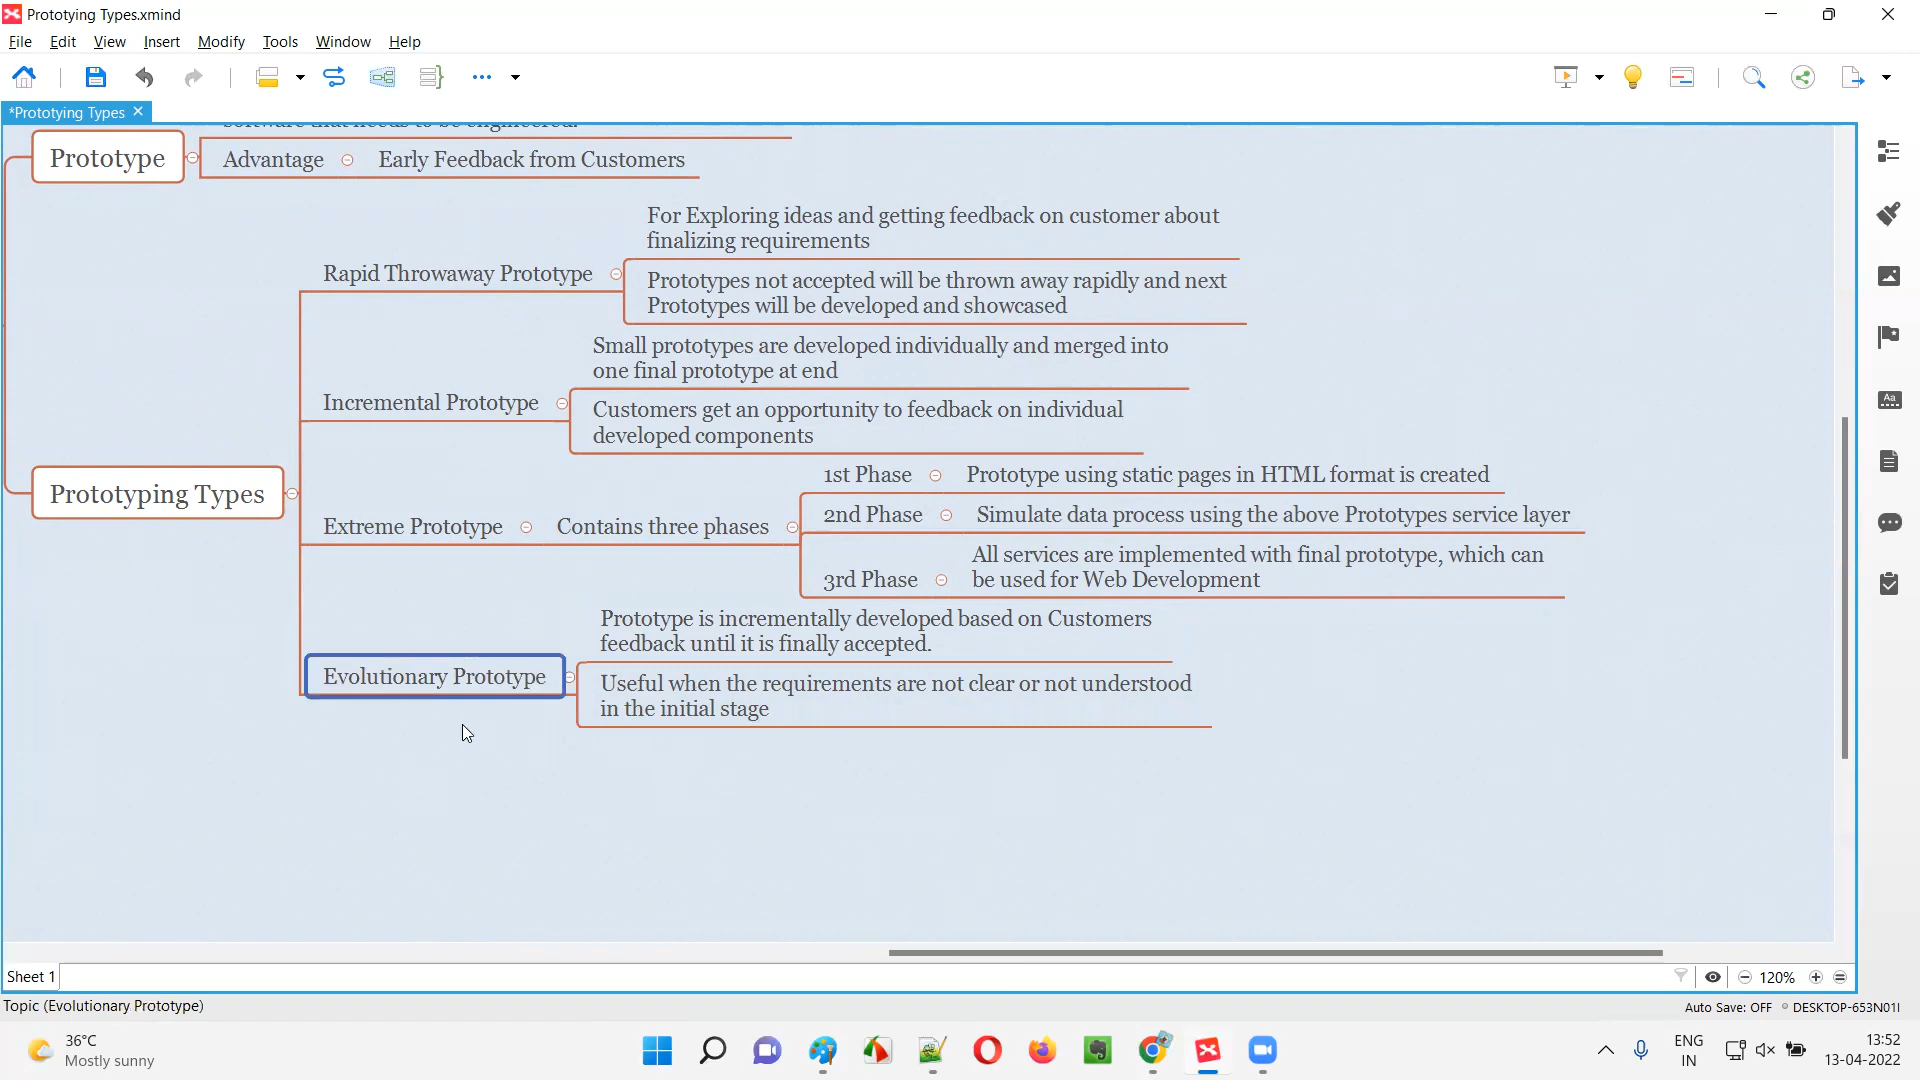 Prototying Types.xmind
File Edit View Insert Modify Tools Window Help
*Prototying Types
software that needs to be engineered.
Prototype
Advantage
Early Feedback from Customers
For Exploring ideas and getting feedback on customer about
finalizing requirements
Rapid Throwaway Prototype
Prototypes not accepted will be thrown away rapidly and next
Prototypes will be developed and showcased
Small prototypes are developed individually and merged into
one final prototype at end
Incremental Prototype
Customers get an opportunity to feedback on individual
developed components
Prototyping Types
Extreme Prototype
Contains three phases
1st Phase
Prototype using static pages in HTML format is created
2nd Phase
Simulate data process using the above Prototypes service layer
3rd Phase
All services are implemented with final prototype, which can
be used for Web Development
Prototype is incrementally developed based on Customers
feedback until it is finally accepted.
Evolutionary Prototype
Useful when the requirements are not clear or not understood
in the initial stage
Sheet 1
120%
Topic (Evolutionary Prototype)
Auto Save: OFF
DESKTOP-653N01I
36°C
Mostly sunny
ENG
IN
13:52
13-04-2022
Aa